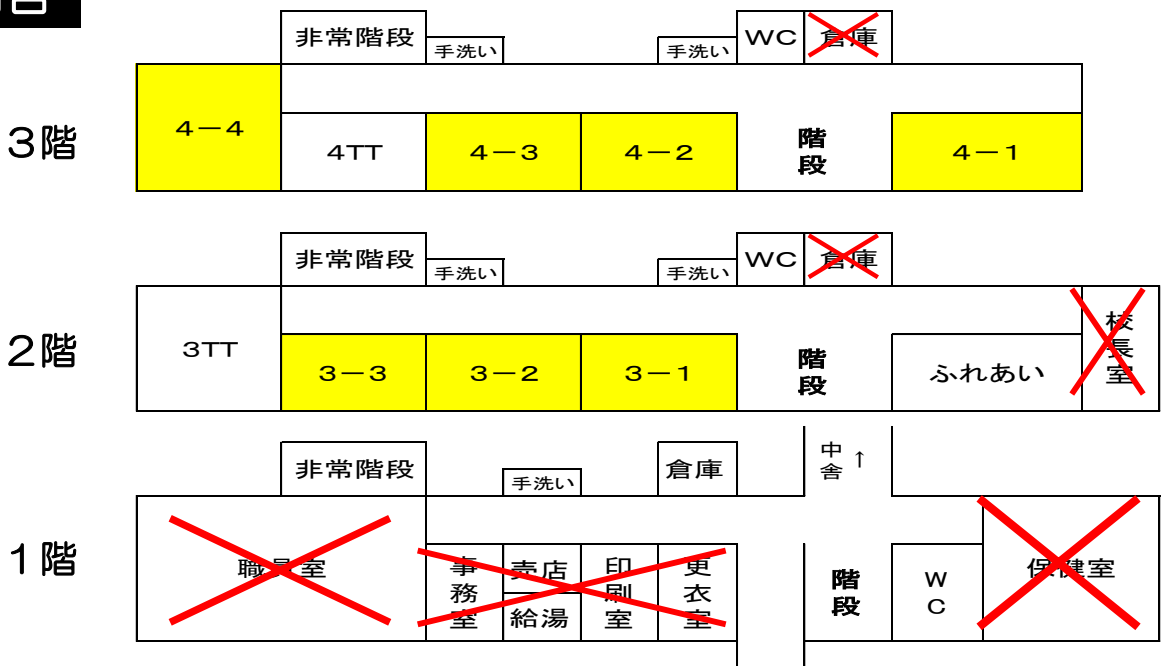 非常階段
手洗い
手洗い
WC
倉庫
3階
4-4
4TT
4-3
4-2
階段
4-1
非常階段
手洗い
手洗い
WC
倉庫
2階
3TT
3-3
3-2
3-1
階段
ふれあい
校長室
非常階段
手洗い
倉庫
中舎↑
1階
職員室
事務室
売店
給湯
印刷室
更衣室
階段
WC
保健室